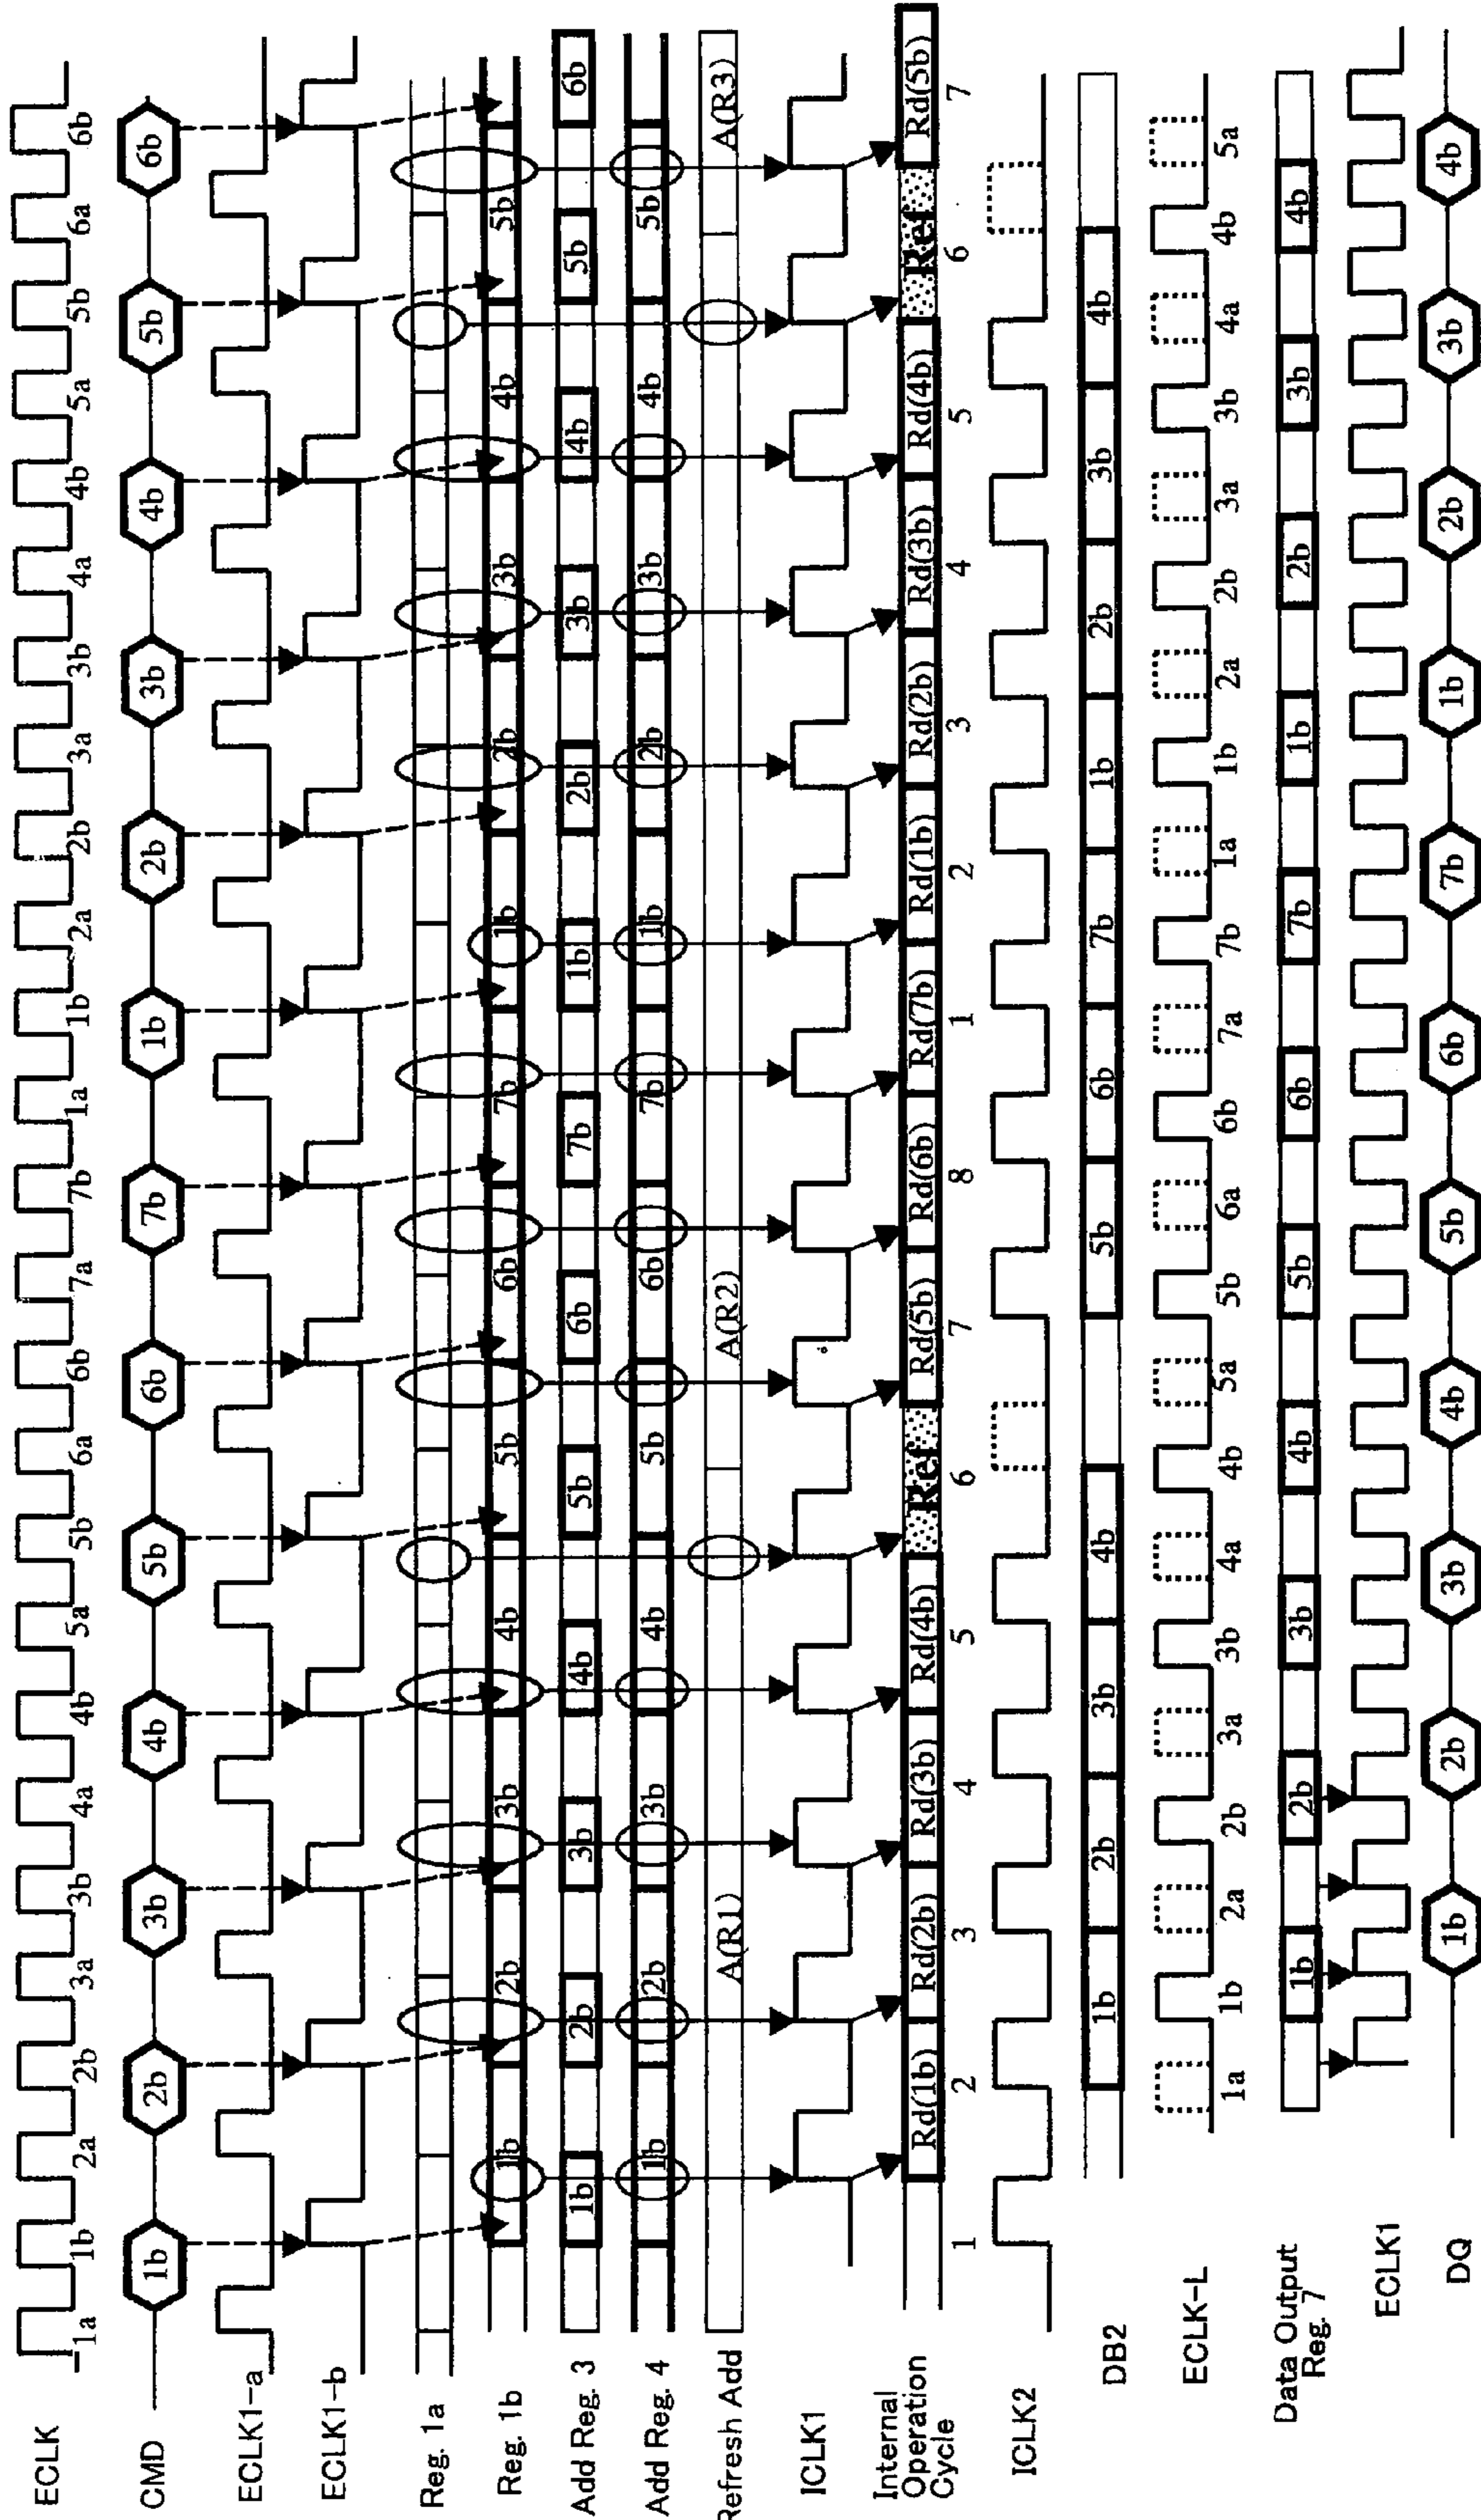 ECLK
1a 1b 2a 2b 3a 3b 4a 4b 5a 5b 6a 6b 7a 7b 1a 1b 2a 2b 3a 3b 4a 4b 5a 5b 6a 6b
CMD 1b 2b 3b 4b 5b 6b 7b 1b 2b 3b 4b 5b 6b
ECLK1-a
ECLK1-b
Reg. 1a
Reg. 1b 1b 2b 3b 4b 5b 6b 7b 1b 2b 3b 4b 5b
Add Reg. 3 1b 2b 3b 4b 5b 6b 7b 1b 2b 3b 4b 5b 6b
Add Reg. 4 1b 2b 3b 4b 5b 6b 7b 1b 2b 3b 4b 5b
Refresh Add A(R1) A(R2) A(R3)
ICLK1
Internal
Operation
Cycle
Rd(1b) Rd(2b) Rd(3b) Rd(4b) Ref Rd(5b) Rd(6b) Rd(7b) Rd(1b) Rd(2b) Rd(3b) Rd(4b) Ref Rd(5b)
1 2 3 4 5 6 7 8 1 2 3 4 5 6 7
ICLK2
DB2 1b 2b 3b 4b 5b 6b 7b 1b 2b 3b 4b
ECLK-L
1a 1b 2a 2b 3a 3b 4a 4b 5a 5b 6a 6b 7a 7b 1a 1b 2a 2b 3a 3b 4a 4b 5a
Data Output
Reg. 7
1b 2b 3b 4b 5b 6b 7b 1b 2b 3b 4b
ECLK1
DQ 1b 2b 3b 4b 5b 6b 7b 1b 2b 3b 4b